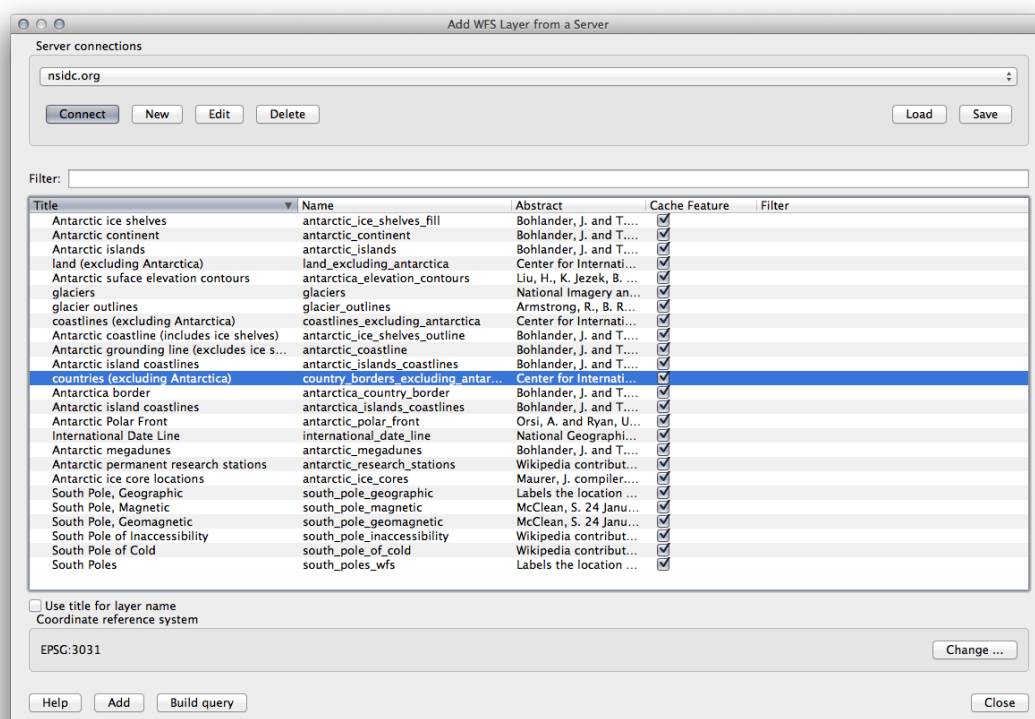 Add WFS Layer from a Server
Server connections
nsidc.org
Connect New Edit Delete Load Save
Filter:
Title Name Abstract Cache Feature Filter
Antarctic ice shelves antarctic_ice_shelves_fill Bohlander, J. and T....
Antarctic continent antarctic_continent Bohlander, J. and T....
Antarctic islands antarctic_islands Bohlander, J. and T....
land (excluding Antarctica) land_excluding_antarctica Center for Internati...
Antarctic suface elevation contours antarctica_elevation_contours Liu, H., K. Jezek, B. ...
glaciers glaciers National Imagery an...
glacier outlines glacier_outlines Armstrong, R., B. R...
coastlines (excluding Antarctica) coastlines_excluding_antarctica Center for Internati...
Antarctic coastline (includes ice shelves) antarctic_ice_shelves_outline Bohlander, J. and T....
Antarctic grounding line (excludes ice s... antarctic_coastline Bohlander, J. and T....
Antarctic island coastlines antarctic_islands_coastlines Bohlander, J. and T....
countries (excluding Antarctica) country_borders_excluding_antar... Center for Internati...
Antarctica border antarctica_country_border Bohlander, J. and T....
Antarctic island coastlines antarctica_islands_coastlines Bohlander, J. and T....
Antarctic Polar Front antarctic_polar_front Orsi, A. and Ryan, U...
International Date Line international_date_line National Geographi...
Antarctic megadunes antarctic_megadunes Bohlander, J. and T....
Antarctic permanent research stations antarctic_research_stations Wikipedia contribut...
Antarctic ice core locations antarctic_ice_cores Maurer, J. compiler....
South Pole, Geographic south_pole_geographic Labels the location ...
South Pole, Magnetic south_pole_magnetic McClean, S. 24 Janu...
South Pole, Geomagnetic south_pole_geomagnetic McClean, S. 24 Janu...
South Pole of Inaccessibility south_pole_inaccessibility Wikipedia contribut...
South Pole of Cold south_pole_of_cold Wikipedia contribut...
South Poles south_poles_wfs Labels the location ...
Use title for layer name
Coordinate reference system
EPSG:3031
Change ...
Help Add Build query Close